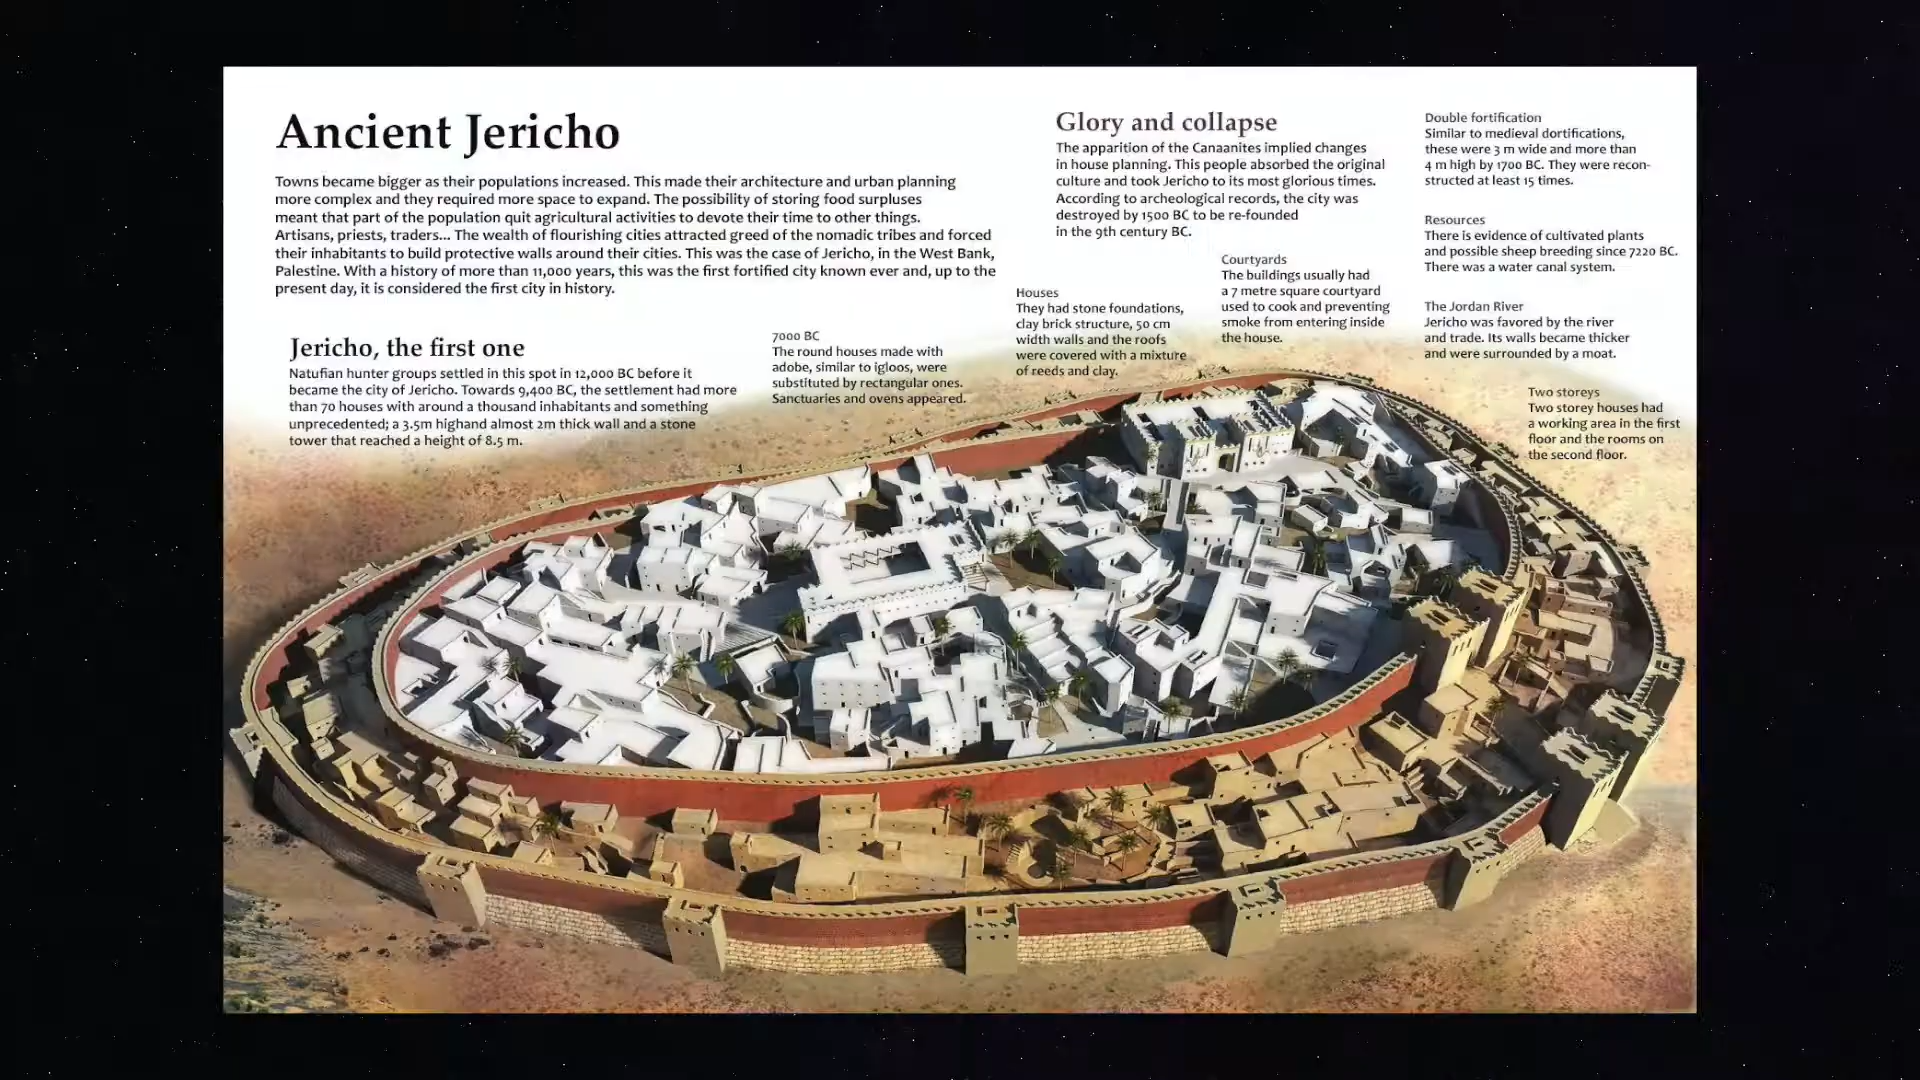 Ancient Jericho
Towns became bigger as their populations increased. This made their architecture and urban planning
more complex and they required more space to expand. The possibility of storing food surpluses
meant that part of the population quit agricultural activities to devote their time to other things.
Artisans, priests, traders... The wealth of flourishing cities attracted greed of the nomadic tribes and forced
their inhabitants to build protective walls around their cities. This was the case of Jericho, in the West Bank,
Palestine. With a history of more than 11,000 years, this was the first fortified city known ever and, up to the
present day, it is considered the first city in history.
Jericho, the first one
Natufian hunter groups settled in this spot in 12,000 BC before it
became the city of Jericho. Towards 9,400 BC, the settlement had more
than 70 houses with around a thousand inhabitants and something
unprecedented; a 3.5m highand almost 2m thick wall and a stone
tower that reached a height of 8.5 m.
7000 BC
The round houses made with
adobe, similar to igloos, were
substituted by rectangular ones.
Sanctuaries and ovens appeared.
Glory and collapse
The apparition of the Canaanites implied changes
in house planning. This people absorbed the original
culture and took Jericho to its most glorious times.
According to archeological records, the city was
destroyed by 1500 BC to be re-founded
in the 9th century BC.
Houses
They had stone foundations,
clay brick structure, 50 cm
width walls and the roofs
were covered with a mixture
of reeds and clay.
Courtyards
The buildings usually had
a 7 metre square courtyard
used to cook and preventing
smoke from entering inside
the house.
Double fortification
Similar to medieval dortifications,
these were 3 m wide and more than
4 m high by 1700 BC. They were recon-
structed at least 15 times.
Resources
There is evidence of cultivated plants
and possible sheep breeding since 7220 BC.
There was a water canal system.
The Jordan River
Jericho was favored by the river
and trade. Its walls became thicker
and were surrounded by a moat.
Two storeys
Two storey houses had
a working area in the first
floor and the rooms on
the second floor.